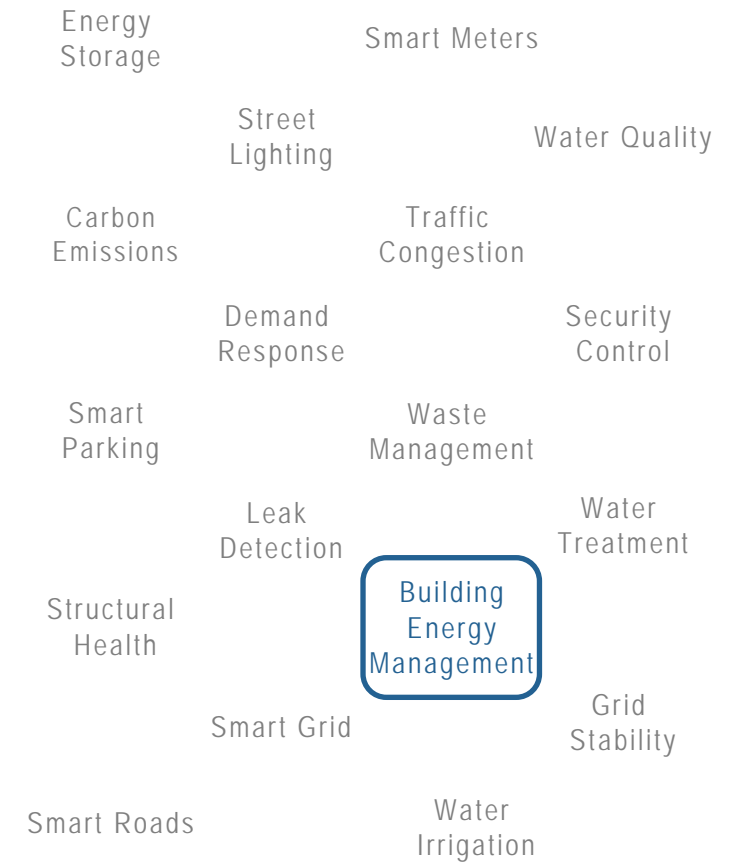 Energy
Storage
Smart Meters
Street
Lighting
Water Quality
Carbon
Emissions
Traffic
Congestion
Demand
Response
Security
Control
Smart
Parking
Waste
Management
Leak
Detection
Water
Treatment
Building
Energy
Management
Structural
Health
Smart Grid
Grid
Stability
Smart Roads
Water
Irrigation